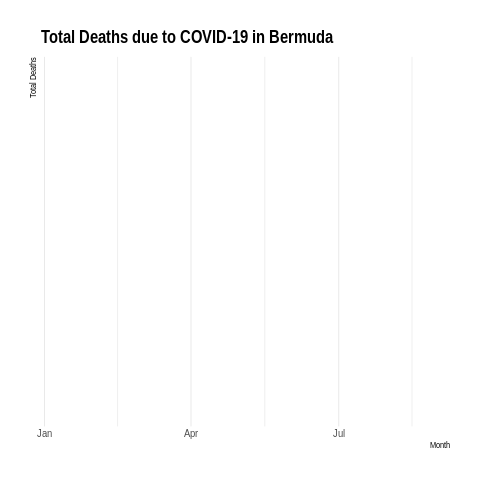 Total Deaths due to COVID-19 in Bermuda
Total Deaths
Jan
Apr
Jul
Month